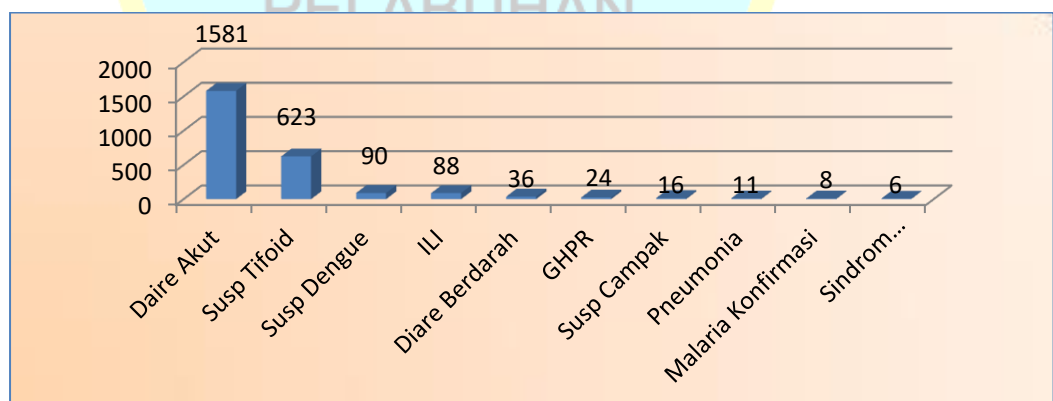 PELABUHAN
1581
2000
1500
1000
500
0
623
90
88
36
24
16
11
8
6
Daire Akut
Susp Tifoid
Susp Dengue
ILI
Diare Berdarah
GHPR
Susp Campak
Pneumonia
Malaria Konfirmasi
Sindrom...